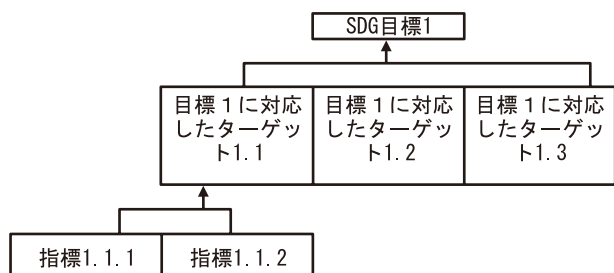 SDG目標1
目標１に対応
したターゲッ
ト1.1
目標１に対応
したターゲッ
ト1.2
目標１に対応
したターゲッ
ト1.3
指標1.1.1
指標1.1.2